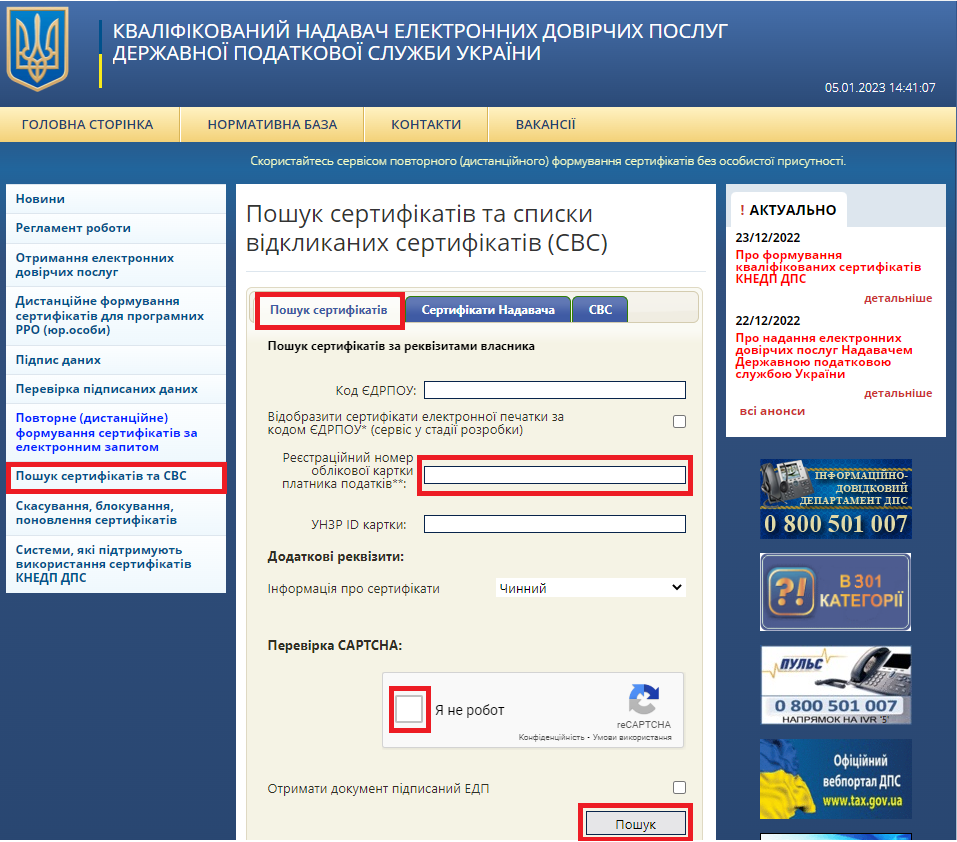 КВАЛІФІКОВАНИЙ НАДАВАЧ ЕЛЕКТРОННИХ ДОВІРЧИХ ПОСЛУГ
ДЕРЖАВНОЇ ПОДАТКОВОЇ СЛУЖБИ УКРАЇНИ
05.01.2023 14:41:07
ГОЛОВНА СТОРІНКА
НОРМАТИВНА БАЗА
КОНТАКТИ
ВАКАНСІЇ
Скористайтесь сервісом повторного (дистанційного) формування сертифікатів без особистої присутності.
Новини
Регламент роботи
Отримання електронних
довірчих послуг
Дистанційне формування
сертифікатів для програмних
РРО (юр.особи)
Підпис даних
Перевірка підписаних даних
Повторне (дистанційне)
формування сертифікатів за
електронним запитом
Пошук сертифікатів та СВС
Скасування, блокування,
поновлення сертифікатів
Системи, які підтримують
використання сертифікатів
КНЕДП ДПС
Пошук сертифікатів та списки
відкликаних сертифікатів (СВС)
Пошук сертифікатів
Сертифікати Надавача
СВС
Пошук сертифікатів за реквізитами власника
Код ЄДРПОУ:
Відобразити сертифікати електронної печатки за
кодом ЄДРПОУ* (сервіс у стадії розробки)
Реєстраційний номер
облікової картки
платника податків**:
УНЗР ID картки:
Додаткові реквізити:
Інформація про сертифікати
Чинний
Перевірка CAPTCHA:
Я не робот
reCAPTCHA
Конфіденційність - Умови використання
Отримати документ підписаний ЕДП
Пошук
! АКТУАЛЬНО
23/12/2022
Про формування
кваліфікованих сертифікатів
КНЕДП ДПС
детальніше
22/12/2022
Про надання електронних
довірчих послуг Надавачем
Державною податковою
службою України
детальніше
всі анонси
ІНФОРМАЦІЙНО-
ДОВІДКОВИЙ
ДЕПАРТАМЕНТ ДПС
0 800 501 007
?!
В 301
КАТЕГОРІЇ
ПУЛЬС
0 800 501 007
НАПРЯМОК НА IVR "5"
Офіційний
вебпортал ДПС
www.tax.gov.ua